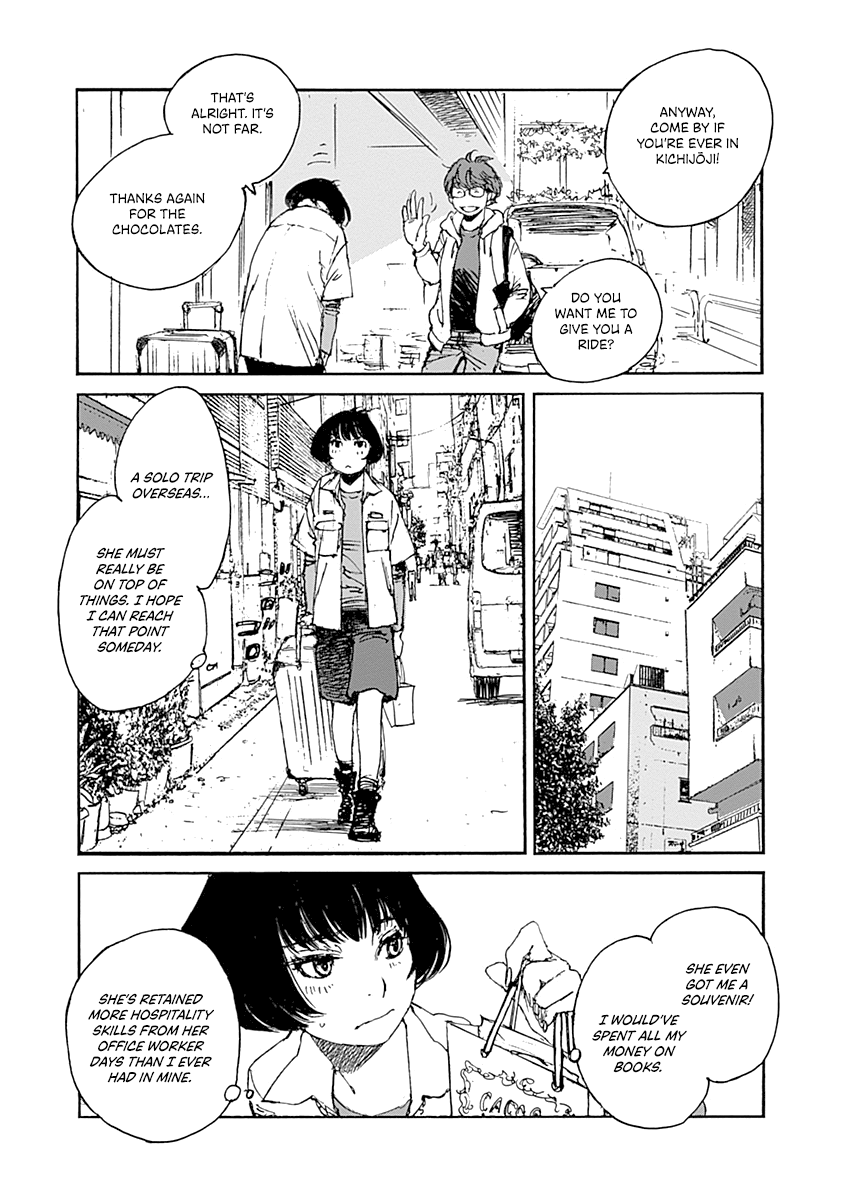 ANYWAY,
COME BY IF
YOU'RE EVER IN
KICHIJŌJI!
DO YOU
WANT ME TO
GIVE YOU A
RIDE?
THAT'S
ALRIGHT. IT'S
NOT FAR.
THANKS AGAIN
FOR THE
CHOCOLATES.
A SOLO TRIP
OVERSEAS...
SHE MUST
REALLY BE
ON TOP OF
THINGS. I HOPE
I CAN REACH
THAT POINT
SOMEDAY.
SHE EVEN
GOT ME A
SOUVENIR!
I WOULD'VE
SPENT ALL MY
MONEY ON
BOOKS.
SHE'S RETAINED
MORE HOSPITALITY
SKILLS FROM HER
OFFICE WORKER
DAYS THAN I EVER
HAD IN MINE.